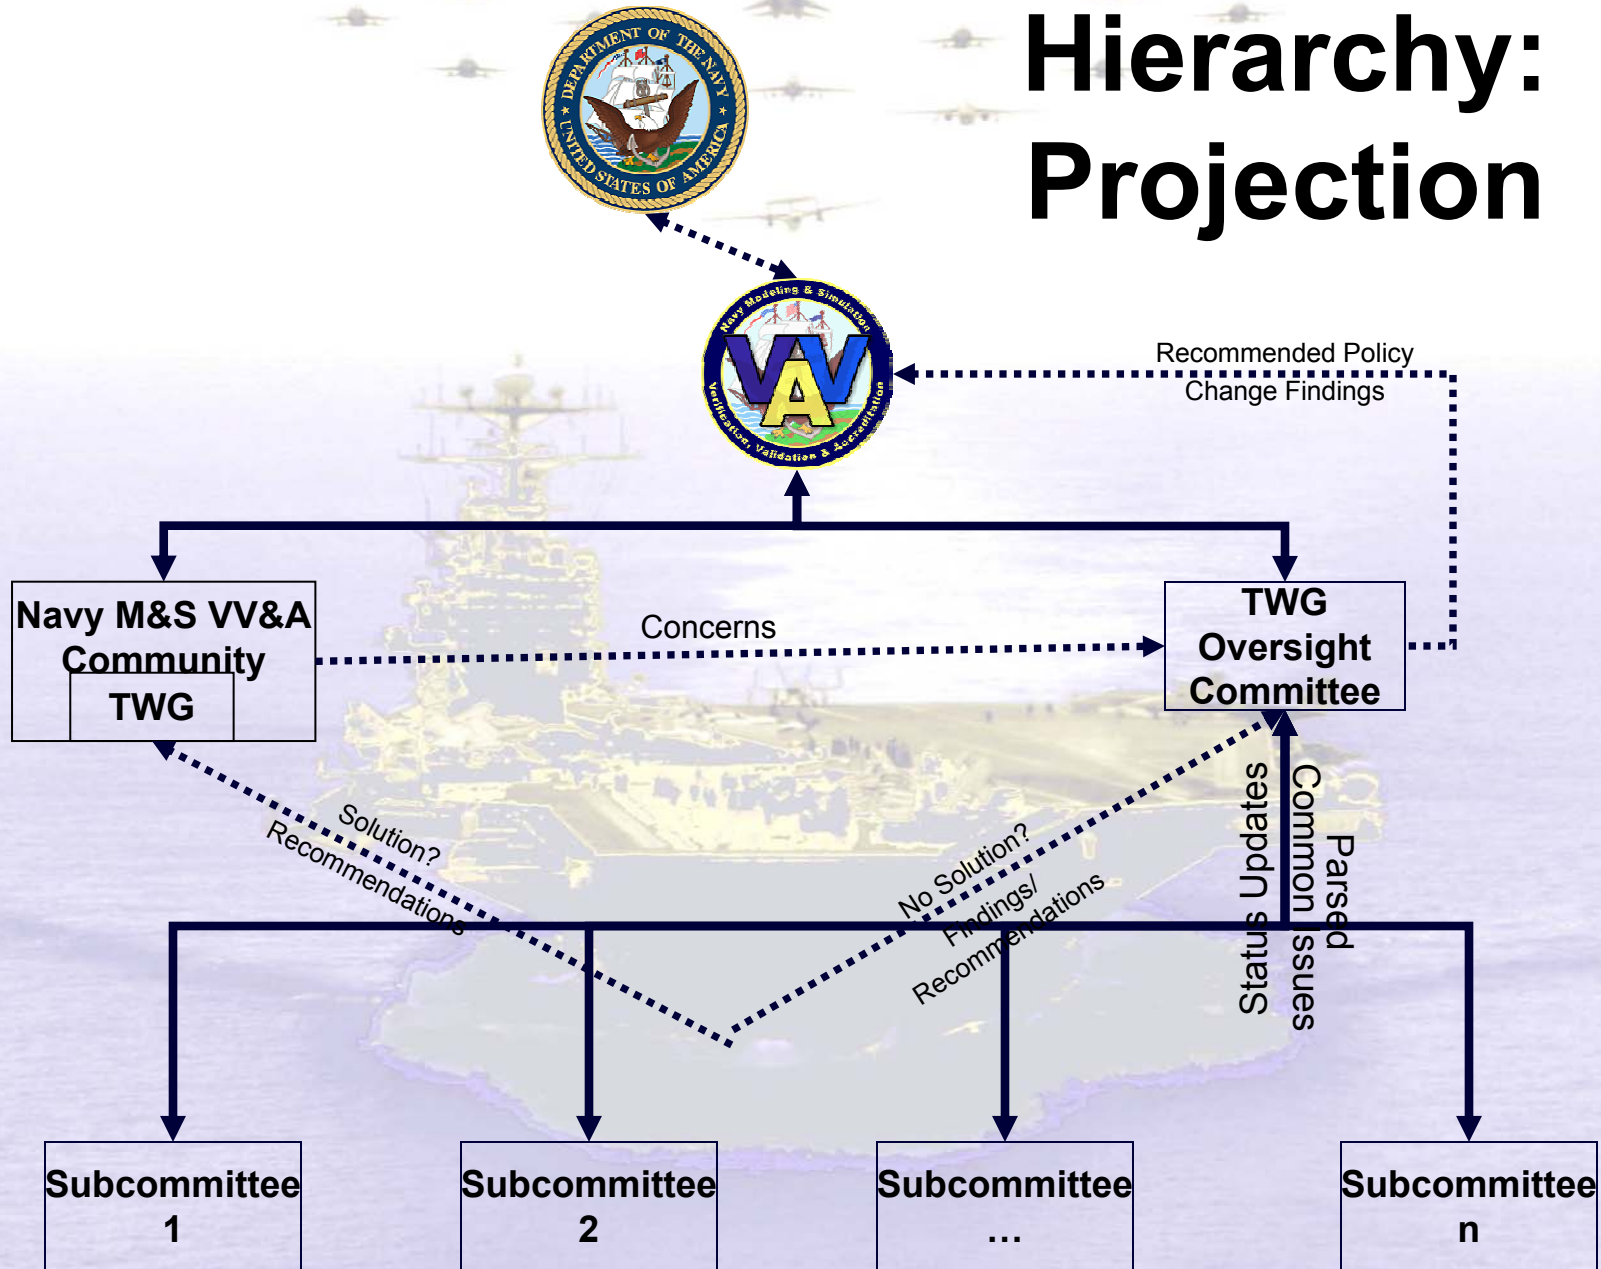 Hierarchy:
Projection
DEPARTMENT OF THE NAVY
UNITED STATES OF AMERICA
Navy Modeling & Simulation
VAV
Verification, Validation & Accreditation
Recommended Policy
Change Findings
Navy M&S VV&A
Community
TWG
Concerns
TWG
Oversight
Committee
Solution?
Recommendations
No Solution?
Findings/
Recommendations
Status Updates
Parsed
Common Issues
Subcommittee
1
Subcommittee
2
Subcommittee
…
Subcommittee
n